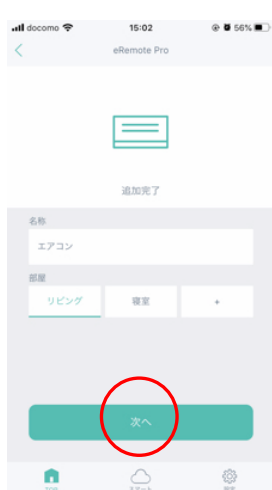 docomo 15:02 56%
eRemote Pro
追加完了
名称
エアコン
部屋
リビング 寝室 +
次へ